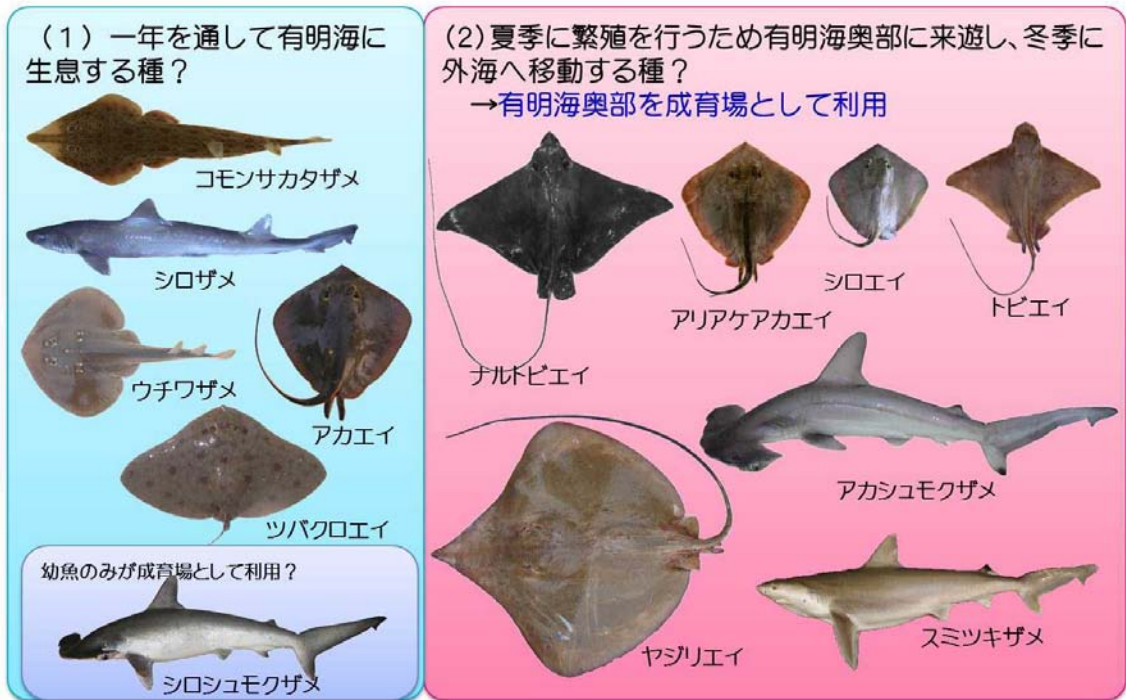 (1)一年を通して有明海に
生息する種？
コモンサカタザメ
シロザメ
ウチワザメ
アカエイ
ツバクロエイ
幼魚のみが成育場として利用？
シロシュモクザメ
(2)夏季に繁殖を行うため有明海奥部に来遊し、冬季に
外海へ移動する種？
→有明海奥部を成育場として利用
ナルトビエイ
アリアケアカエイ
シロエイ
トビエイ
アカシュモクザメ
ヤジリエイ
スミツキザメ